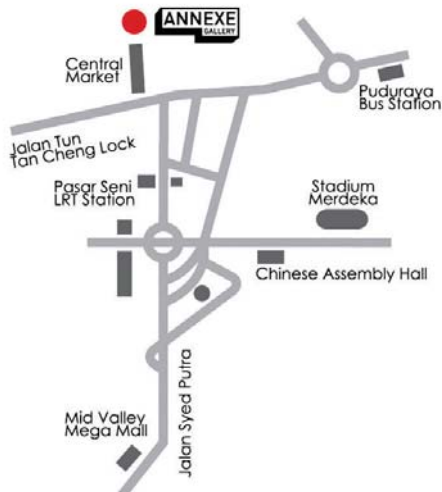 ANNEXE
GALLERY
Central
Market
Puduraya
Bus Station
Jalan Tun
Tan Cheng Lock
Pasar Seni
LRT Station
Stadium
Merdeka
Chinese Assembly Hall
Jalan Syed Putra
Mid Valley
Mega Mall